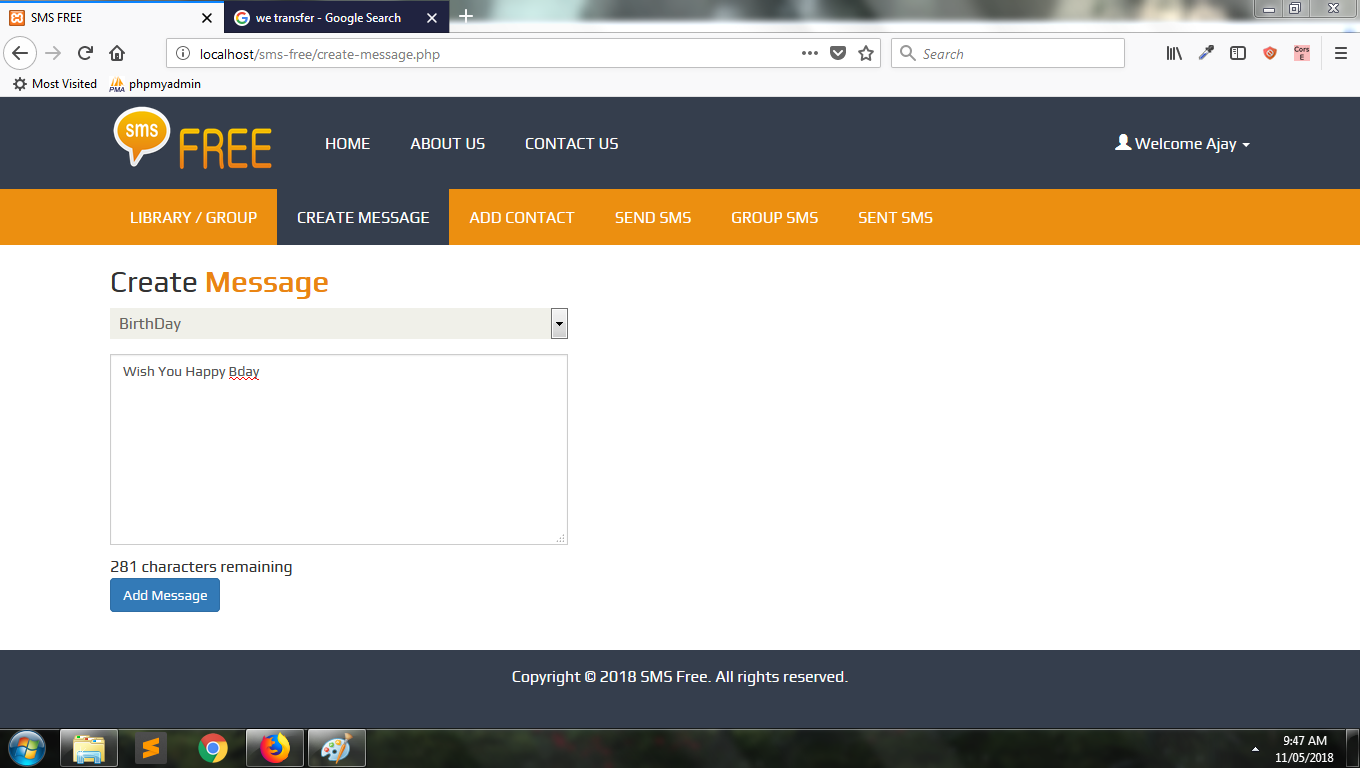 SMS FREE
we transfer - Google Search
localhost/sms-free/create-message.php
Search
Cors
E
Most Visited
PMA
phpmyadmin
sms FREE
HOME
ABOUT US
CONTACT US
Welcome Ajay
LIBRARY / GROUP
CREATE MESSAGE
ADD CONTACT
SEND SMS
GROUP SMS
SENT SMS
Create Message
BirthDay
Wish You Happy Bday
281 characters remaining
Add Message
Copyright © 2018 SMS Free. All rights reserved.
9:47 AM
11/05/2018